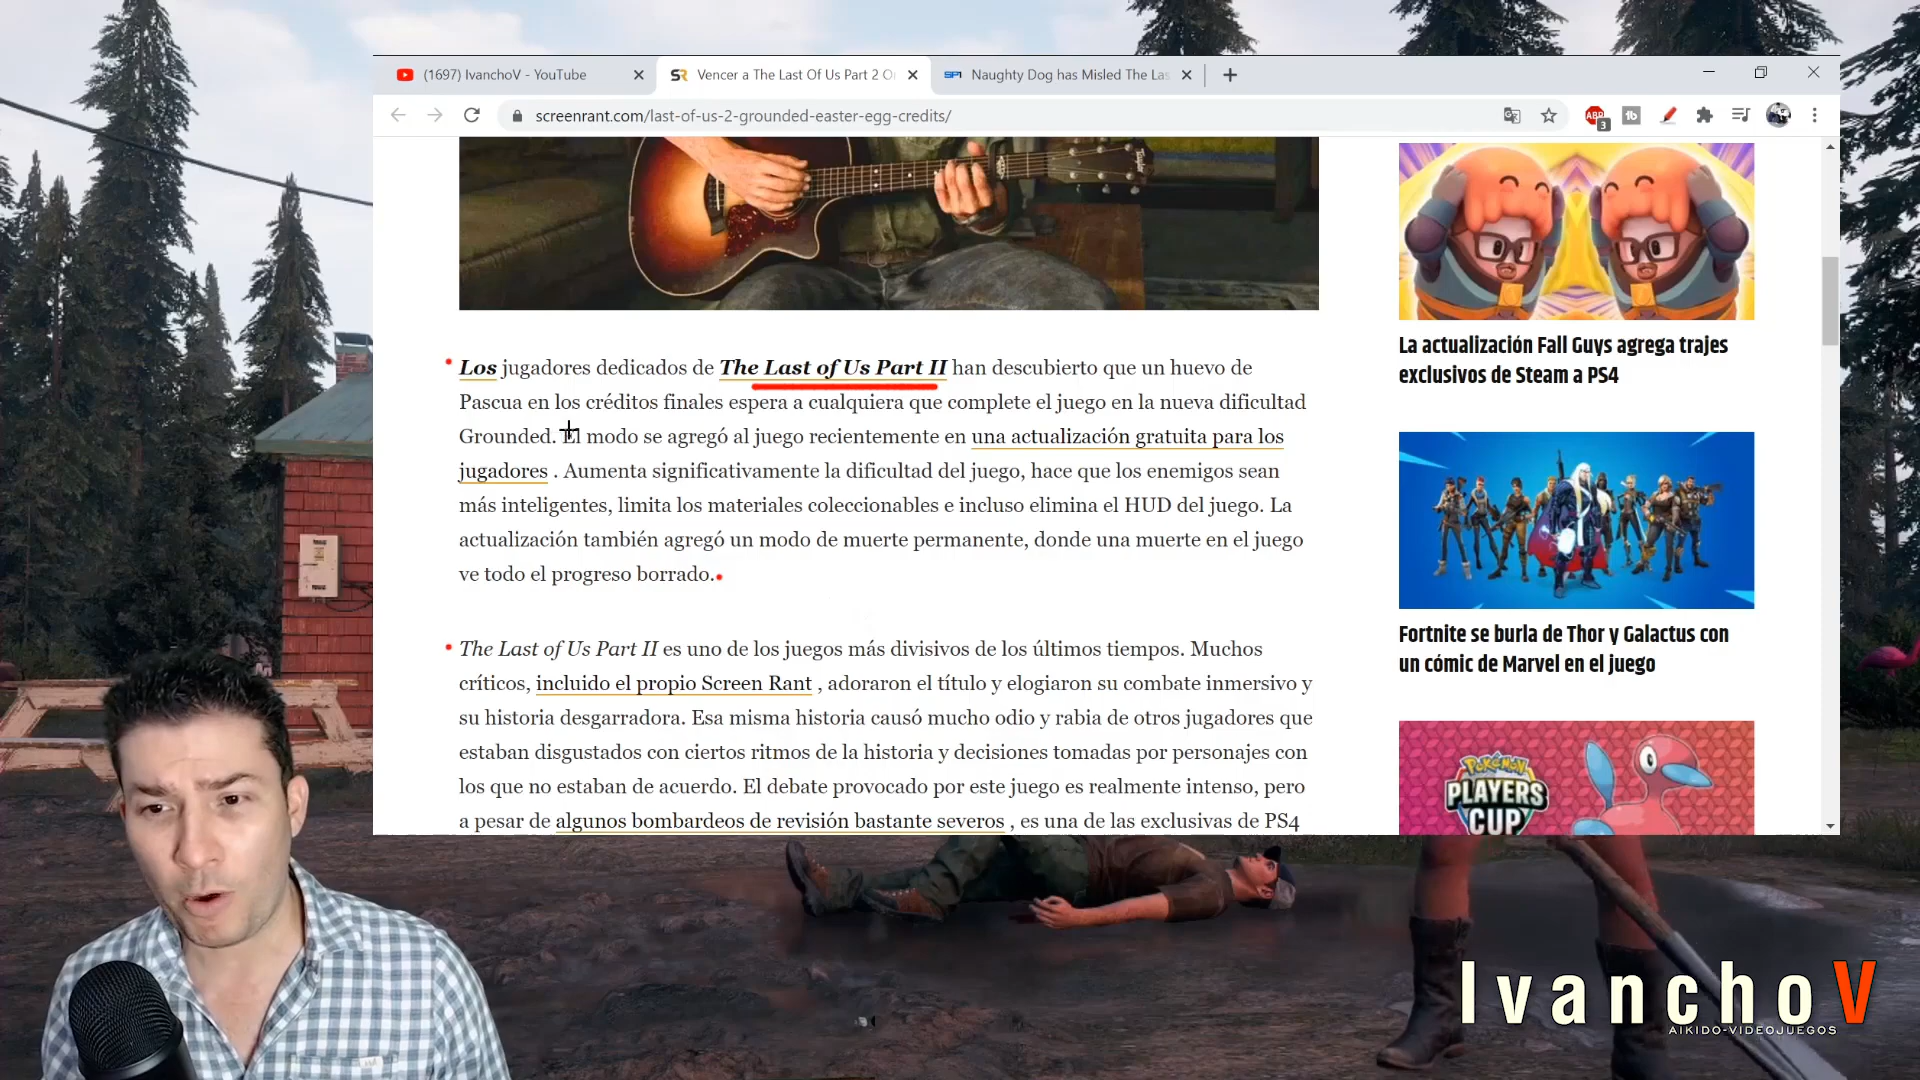 (1697) IvanchoV - YouTube
SR Vencer a The Last Of Us Part 2 O
SP1 Naughty Dog has Misled The Las
screenrant.com/last-of-us-2-grounded-easter-egg-credits/
ABP
3
tb
Los jugadores dedicados de The Last of Us Part II han descubierto que un huevo de
Pascua en los créditos finales espera a cualquiera que complete el juego en la nueva dificultad
Grounded. El modo se agregó al juego recientemente en una actualización gratuita para los
jugadores . Aumenta significativamente la dificultad del juego, hace que los enemigos sean
más inteligentes, limita los materiales coleccionables e incluso elimina el HUD del juego. La
actualización también agregó un modo de muerte permanente, donde una muerte en el juego
ve todo el progreso borrado.
The Last of Us Part II es uno de los juegos más divisivos de los últimos tiempos. Muchos
críticos, incluido el propio Screen Rant , adoraron el título y elogiaron su combate inmersivo y
su historia desgarradora. Esa misma historia causó mucho odio y rabia de otros jugadores que
estaban disgustados con ciertos ritmos de la historia y decisiones tomadas por personajes con
los que no estaban de acuerdo. El debate provocado por este juego es realmente intenso, pero
a pesar de algunos bombardeos de revisión bastante severos , es una de las exclusivas de PS4
La actualización Fall Guys agrega trajes
exclusivos de Steam a PS4
Fortnite se burla de Thor y Galactus con
un cómic de Marvel en el juego
POKéMON
PLAYERS
CUP
IvanchoV
AIKIDO-VIDEOJUEGOS